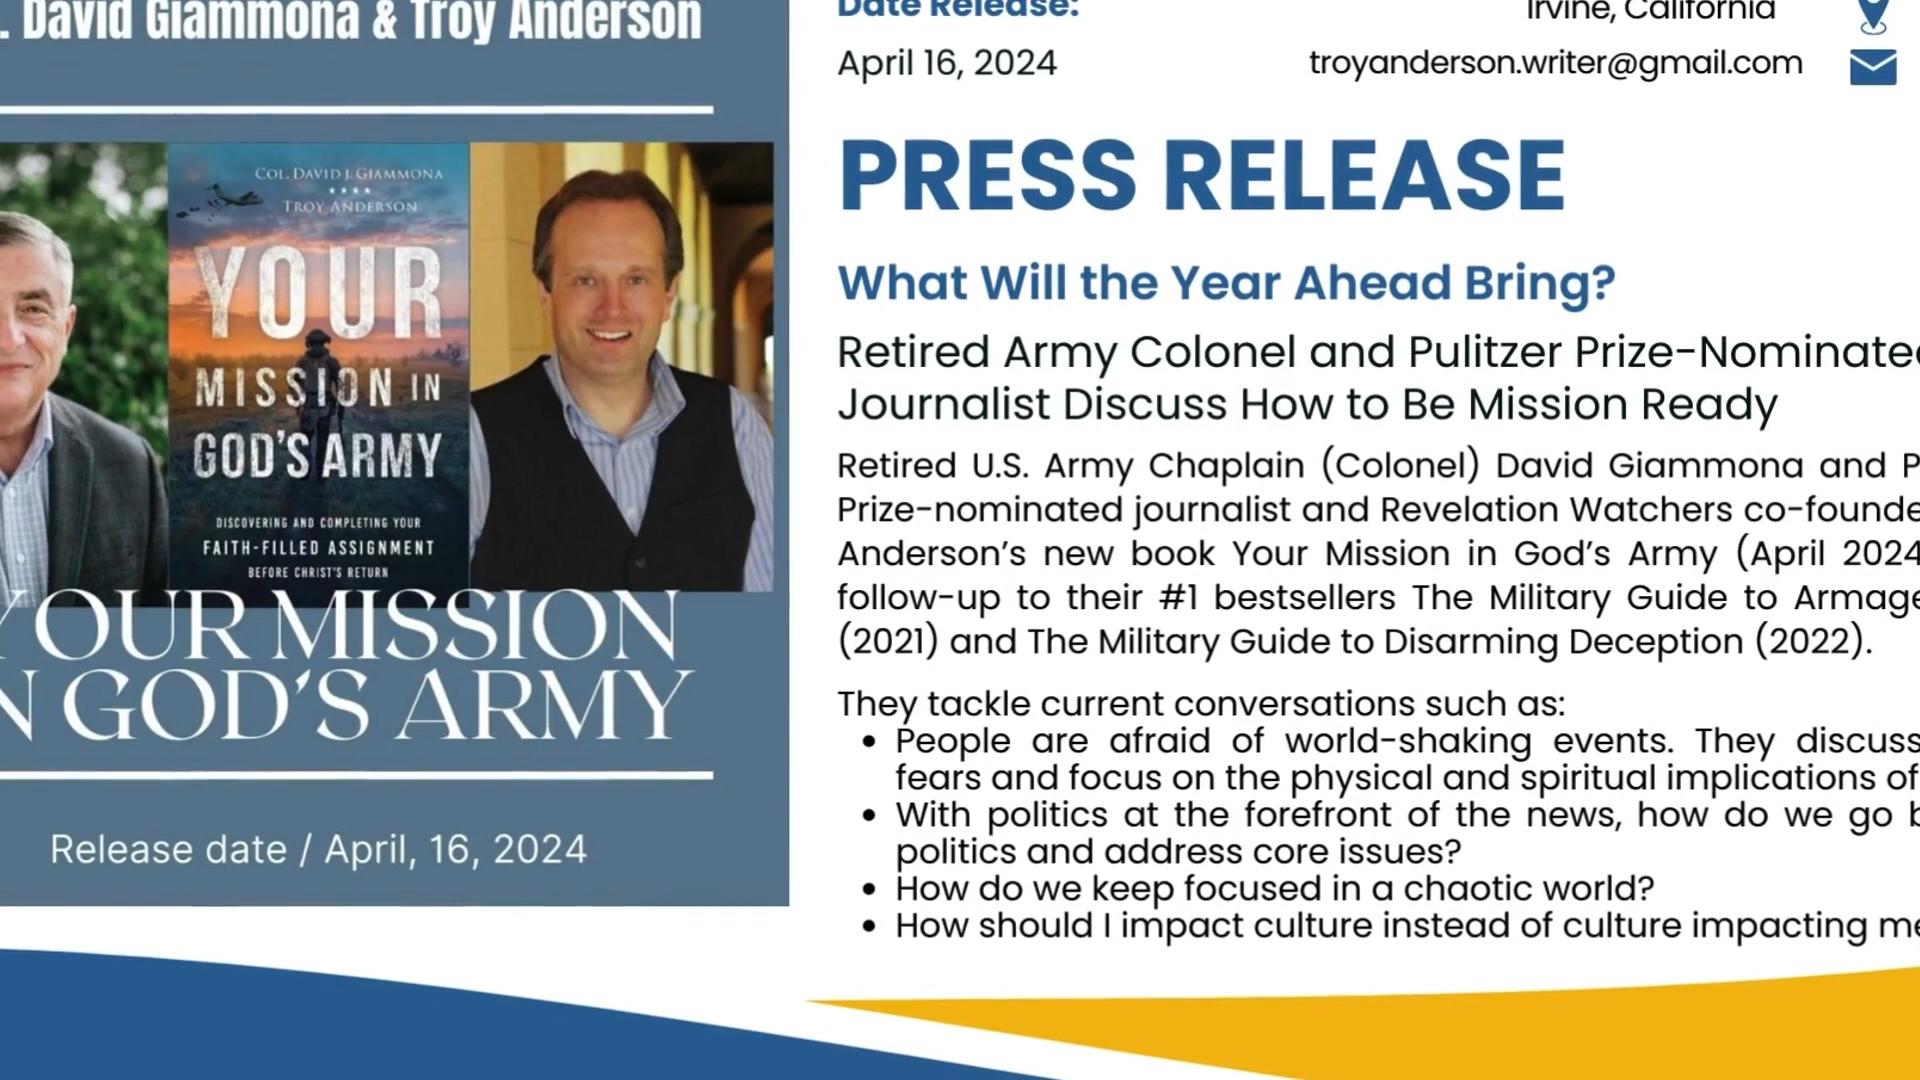 . David Giammona & Troy Anderson
COL. DAVID J. GIAMMONA
TROY ANDERSON
YOUR
MISSION IN
GOD'S ARMY
DISCOVERING AND COMPLETING YOUR
FAITH-FILLED ASSIGNMENT
BEFORE CHRIST'S RETURN
YOUR MISSION
N GOD'S ARMY
Release date / April, 16, 2024
Date Release:
April 16, 2024
Irvine, California
troyanderson.writer@gmail.com
PRESS RELEASE
What Will the Year Ahead Bring?
Retired Army Colonel and Pulitzer Prize-Nominated
Journalist Discuss How to Be Mission Ready
Retired U.S. Army Chaplain (Colonel) David Giammona and P
Prize-nominated journalist and Revelation Watchers co-founde
Anderson's new book Your Mission in God's Army (April 2024
follow-up to their #1 bestsellers The Military Guide to Armage
(2021) and The Military Guide to Disarming Deception (2022).
They tackle current conversations such as:
• People are afraid of world-shaking events. They discuss
fears and focus on the physical and spiritual implications of
• With politics at the forefront of the news, how do we go b
politics and address core issues?
• How do we keep focused in a chaotic world?
• How should I impact culture instead of culture impacting me